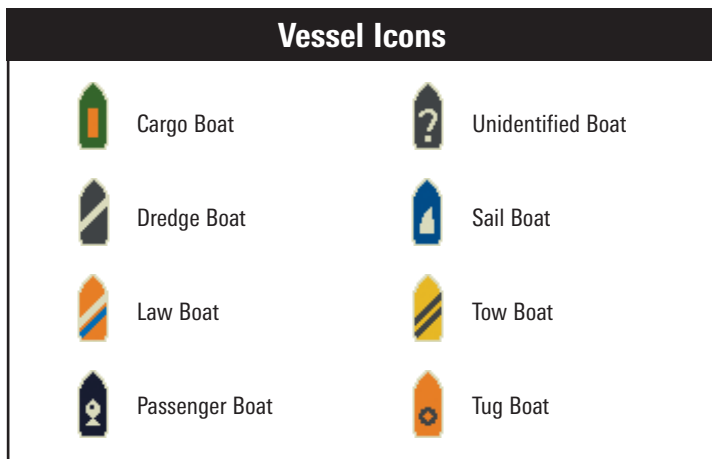 Vessel Icons
Cargo Boat
?
Unidentified Boat
Dredge Boat
Sail Boat
Law Boat
Tow Boat
Passenger Boat
Tug Boat